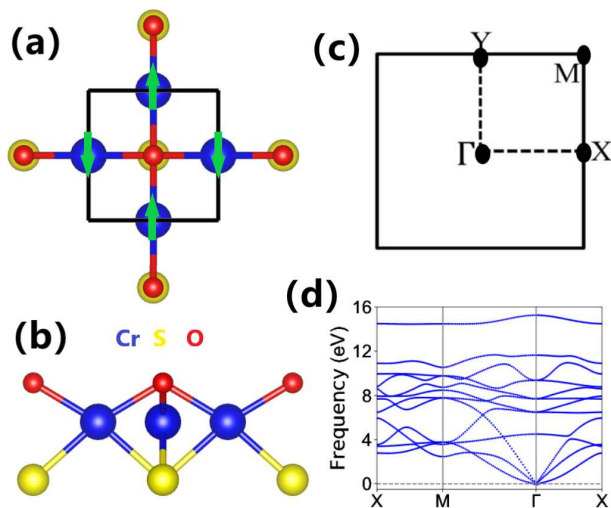 (a)
(c)
Y
M
Γ
X
(b)
Cr S O
(d)
Frequency (eV)
16
12
8
4
0
X M Γ X